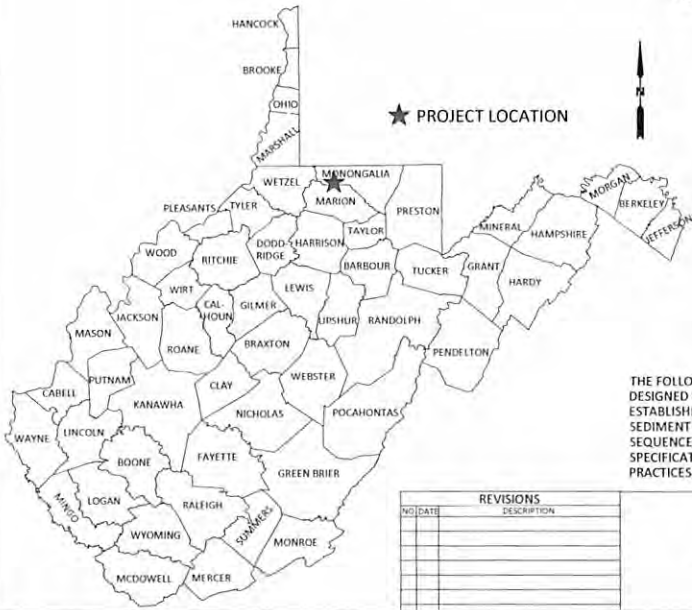 HANCOCK
BROOKE
OHIO
MARSHALL
★ PROJECT LOCATION
N
WETZEL
MONONGALIA
MARION
PRESTON
MORGAN
BERKELEY
JEFFERSON
PLEASANTS
TYLER
DODD-
RIDGE
HARRISON
TAYLOR
MINERAL
HAMPSHIRE
WOOD
RITCHIE
BARBOUR
TUCKER
GRANT
HARDY
WIRT
CAL-
HOUN
GILMER
LEWIS
UPSHUR
RANDOLPH
JACKSON
MASON
ROANE
BRAXTON
PENDELTON
PUTNAM
CLAY
WEBSTER
CABELL
KANAWHA
NICHOLAS
POCAHONTAS
WAYNE
LINCOLN
BOONE
FAYETTE
GREEN BRIER
MINGO
LOGAN
RALEIGH
SUMMERS
MONROE
WYOMING
MCDOWELL
MERCER
THE FOLLO
DESIGNED
ESTABLISH
SEDIMENT
SEQUENCE
SPECIFICAT
PRACTICES
REVISIONS
NO DATE DESCRIPTION